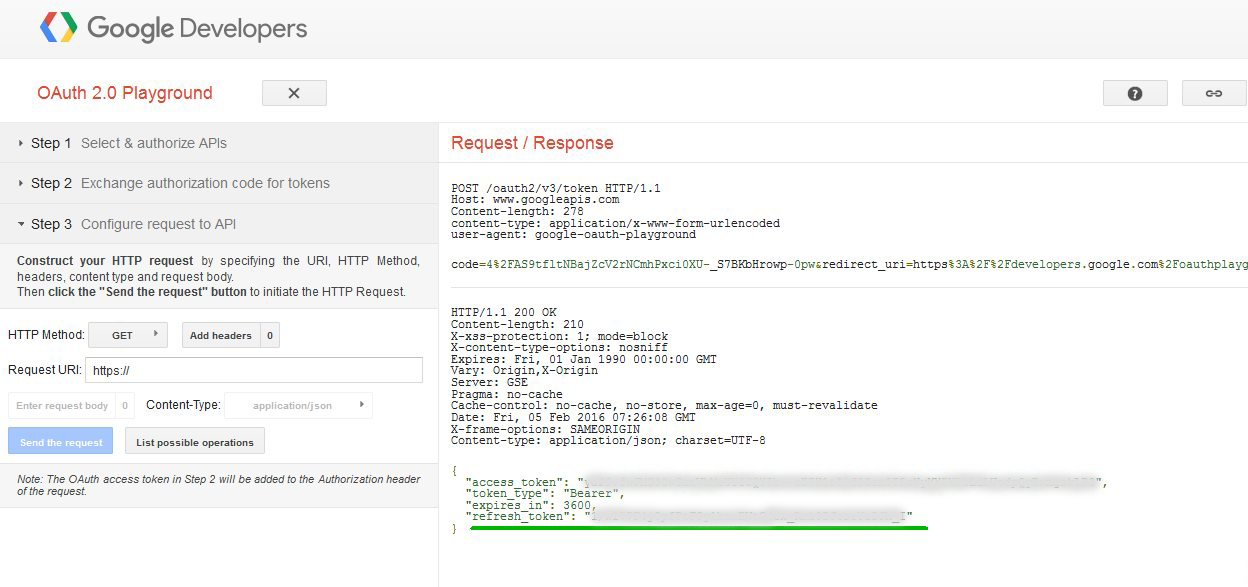 Google Developers
OAuth 2.0 Playground
Step 1 Select & authorize APIs
Step 2 Exchange authorization code for tokens
Step 3 Configure request to API
Construct your HTTP request by specifying the URI, HTTP Method,
headers, content type and request body.
Then click the "Send the request" button to initiate the HTTP Request.
HTTP Method: GET Add headers 0
Request URI: https://
Enter request body 0 Content-Type: application/json
Send the request List possible operations
Note: The OAuth access token in Step 2 will be added to the Authorization header
of the request.
Request / Response
POST /oauth2/v3/token HTTP/1.1
Host: www.googleapis.com
Content-length: 278
content-type: application/x-www-form-urlencoded
user-agent: google-oauth-playground
code=4%2FAS9tfltNBajZcV2rNCmhPxci0XU-_S7BKbHrowp-0pw&redirect_uri=https%3A%2F%2Fdevelopers.google.com%2Foauthplayg
HTTP/1.1 200 OK
Content-length: 210
X-xss-protection: 1; mode=block
X-content-type-options: nosniff
Expires: Fri, 01 Jan 1990 00:00:00 GMT
Vary: Origin,X-Origin
Server: GSE
Pragma: no-cache
Cache-control: no-cache, no-store, max-age=0, must-revalidate
Date: Fri, 05 Feb 2016 07:26:08 GMT
X-frame-options: SAMEORIGIN
Content-type: application/json; charset=UTF-8
{
"access_token": "",
"token_type": "Bearer",
"expires_in": 3600,
"refresh_token": ""
}